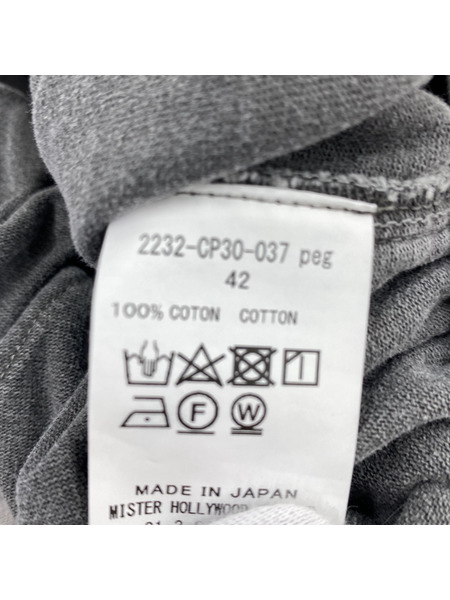 2232-CP30-037 peg
42
100% COTON COTTON
F W
MADE IN JAPAN
MISTER HOLLYWOOD